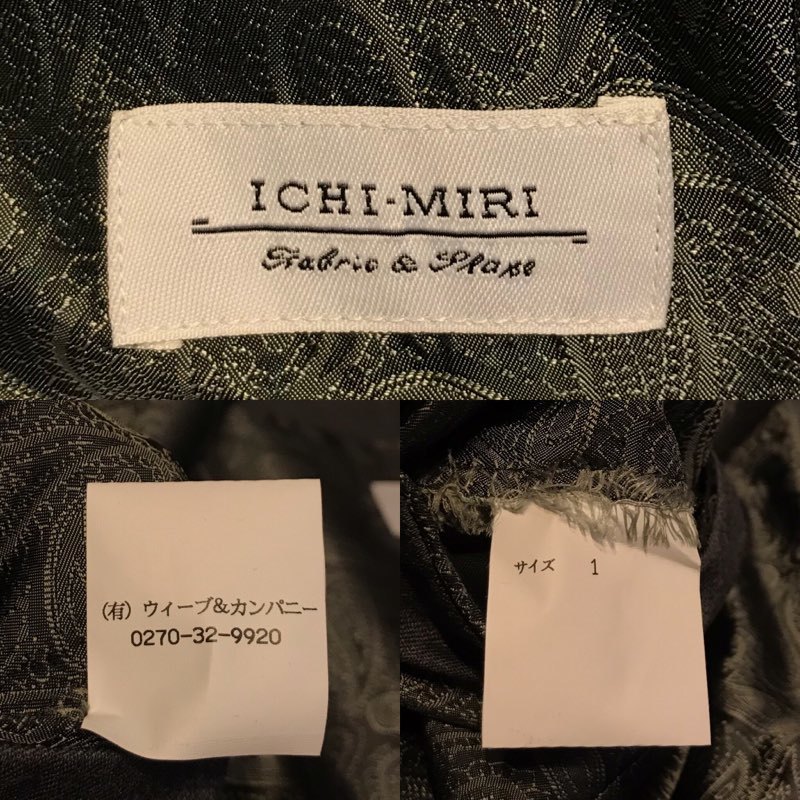 ICHI-MIRI
Fabric & Shape
(有) ウィーブ&カンパニー
0270-32-9920
サイズ 1